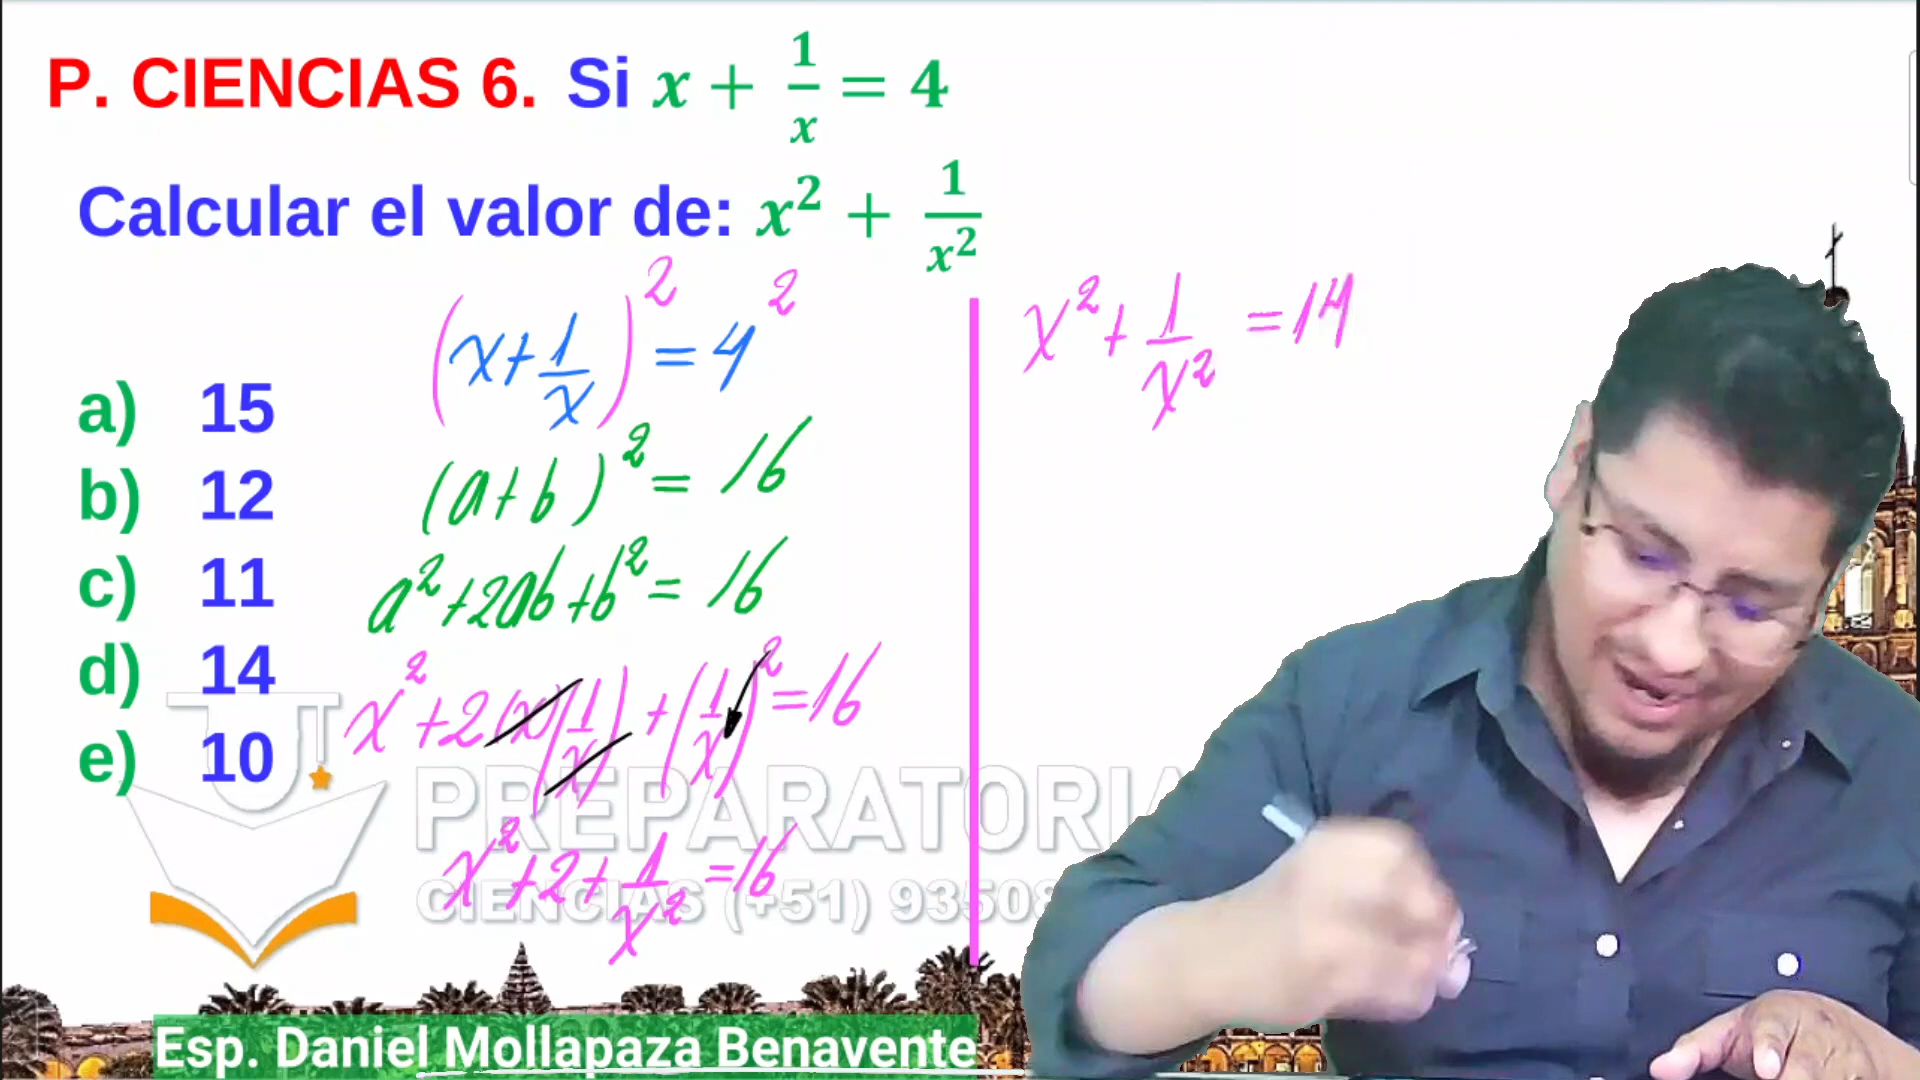 P. CIENCIAS 6. Si x + 1/x = 4
Calcular el valor de: x² + 1/x²
a) 15
b) 12
c) 11
d) 14
e) 10
(x+1/x)² = 4²
(a+b)² = 16
a²+2ab+b² = 16
x²+2(x)(1/x)+(1/x)²=16
x²+2+1/x²=16
x²+1/x²=14
PREPARATORIA
CIENCIAS (+51) 93508
Esp. Daniel Mollapaza Benavente